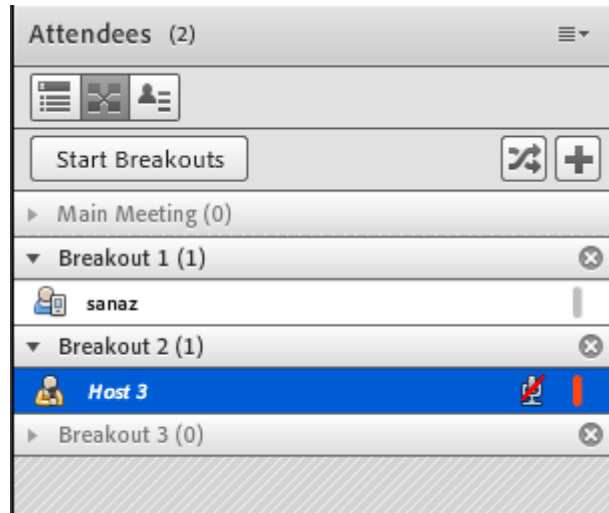 Attendees (2)
Start Breakouts
Main Meeting (0)
Breakout 1 (1)
sanaz
Breakout 2 (1)
Host 3
Breakout 3 (0)